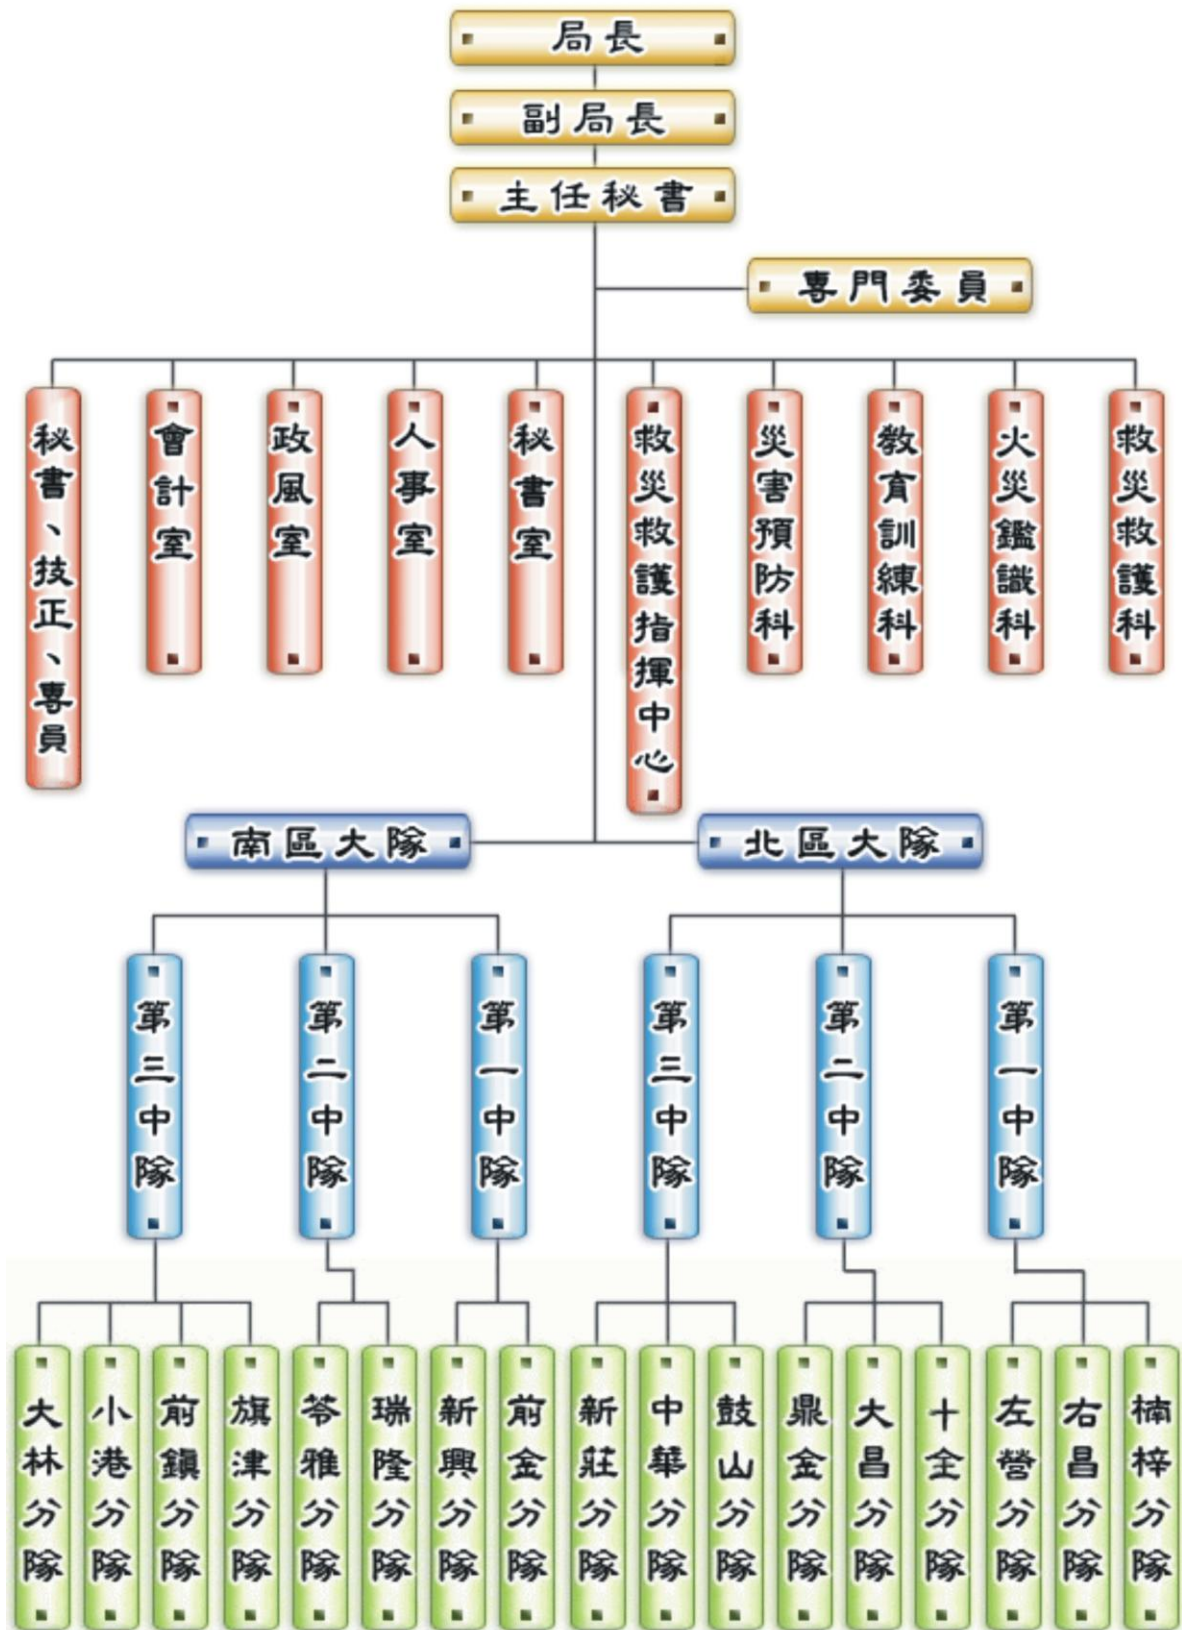 局長
副局長
主任秘書
專門委員
秘書、技正、專員
會計室
政風室
人事室
秘書室
救災救護指揮中心
災害預防科
教育訓練科
火災鑑識科
救災救護科
南區大隊
北區大隊
第三中隊
第二中隊
第一中隊
第三中隊
第二中隊
第一中隊
大林分隊
小港分隊
前鎮分隊
旗津分隊
苓雅分隊
瑞隆分隊
新興分隊
前金分隊
新莊分隊
中華分隊
鼓山分隊
鼎金分隊
大昌分隊
十全分隊
左營分隊
右昌分隊
楠梓分隊